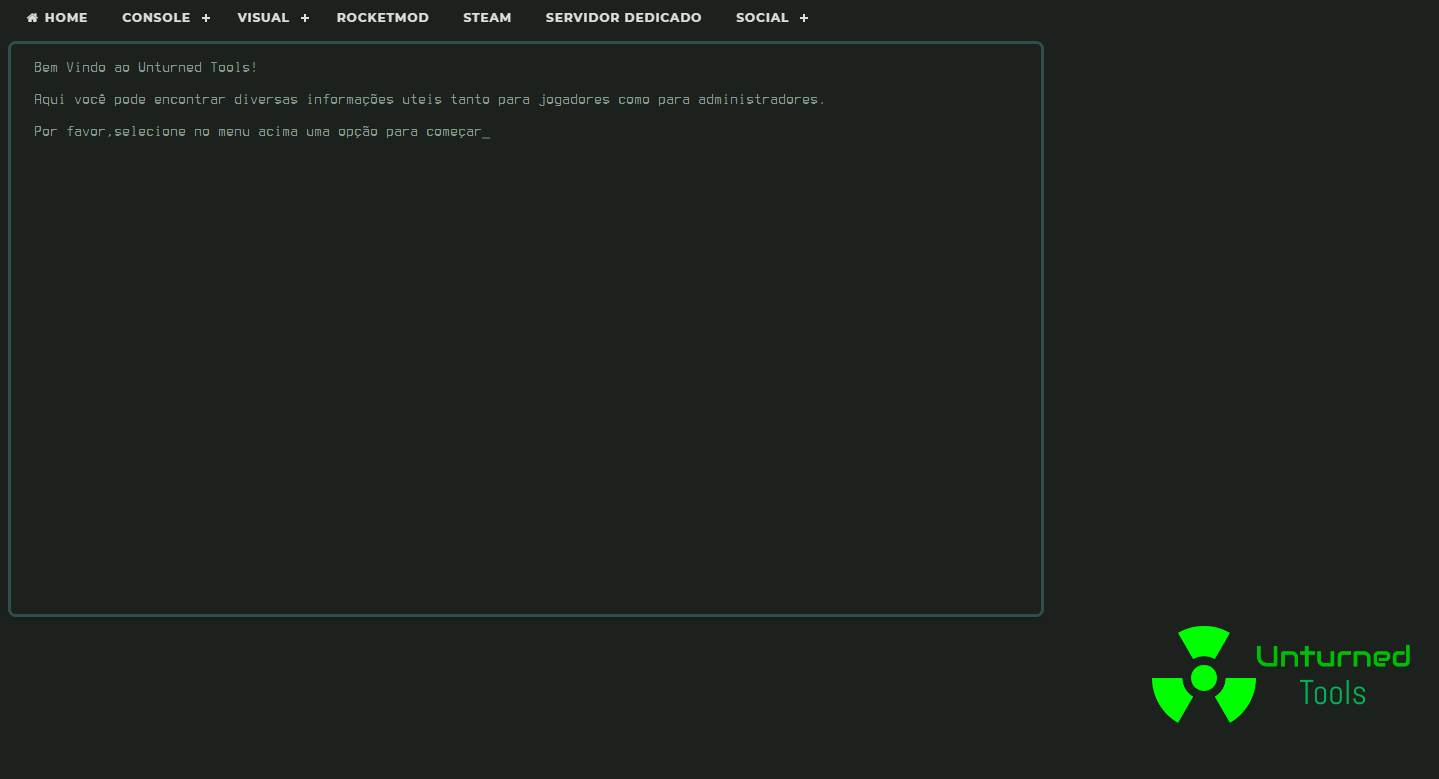 HOME CONSOLE + VISUAL + ROCKETMOD STEAM SERVIDOR DEDICADO SOCIAL +
Bem Vindo ao Unturned Tools!
Aqui você pode encontrar diversas informações uteis tanto para jogadores como para administradores.
Por favor,selecione no menu acima uma opção para começar_
Unturned
Tools